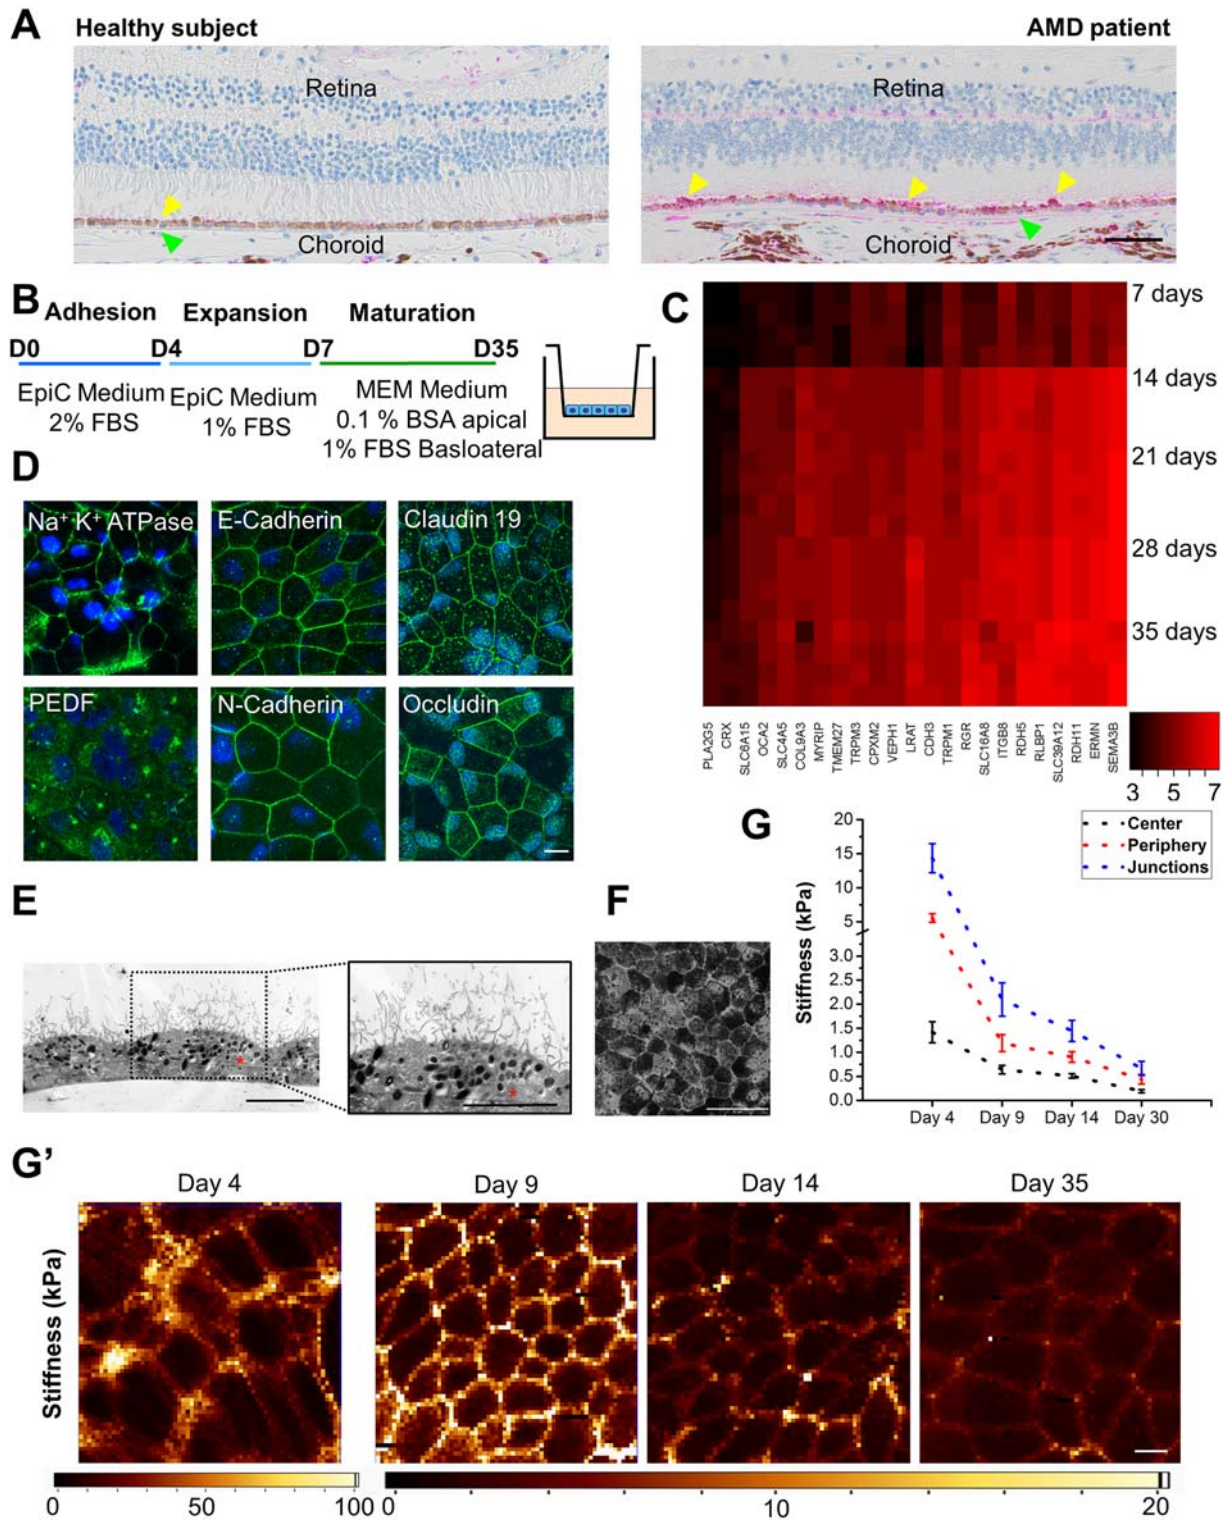 A
Healthy subject
AMD patient
Retina
Choroid
Retina
Choroid
B
Adhesion
Expansion
Maturation
D0
D4
D7
D35
EpiC Medium
2% FBS
EpiC Medium
1% FBS
MEM Medium
0.1 % BSA apical
1% FBS Basloateral
C
7 days
14 days
21 days
28 days
35 days
PLA2G5
CRX
SLC6A15
OCA2
SLC4A5
COL9A3
MYRIP
TMEM27
TRPM3
CPXM2
VEPH1
LRAT
CDH3
TRPM1
RGR
SLC16A8
ITGB8
RDH5
RLBP1
SLC39A12
RDH11
ERMN
SEMA3B
3 5 7
D
Na⁺ K⁺ ATPase
E-Cadherin
Claudin 19
PEDF
N-Cadherin
Occludin
E
*
*
F
G
Stiffness (kPa)
20
15
10
5
3.0
2.5
2.0
1.5
1.0
0.5
0.0
Day 4 Day 9 Day 14 Day 30
Center
Periphery
Junctions
G'
Day 4
Day 9
Day 14
Day 35
Stiffness (kPa)
0 50 100
0 10 20